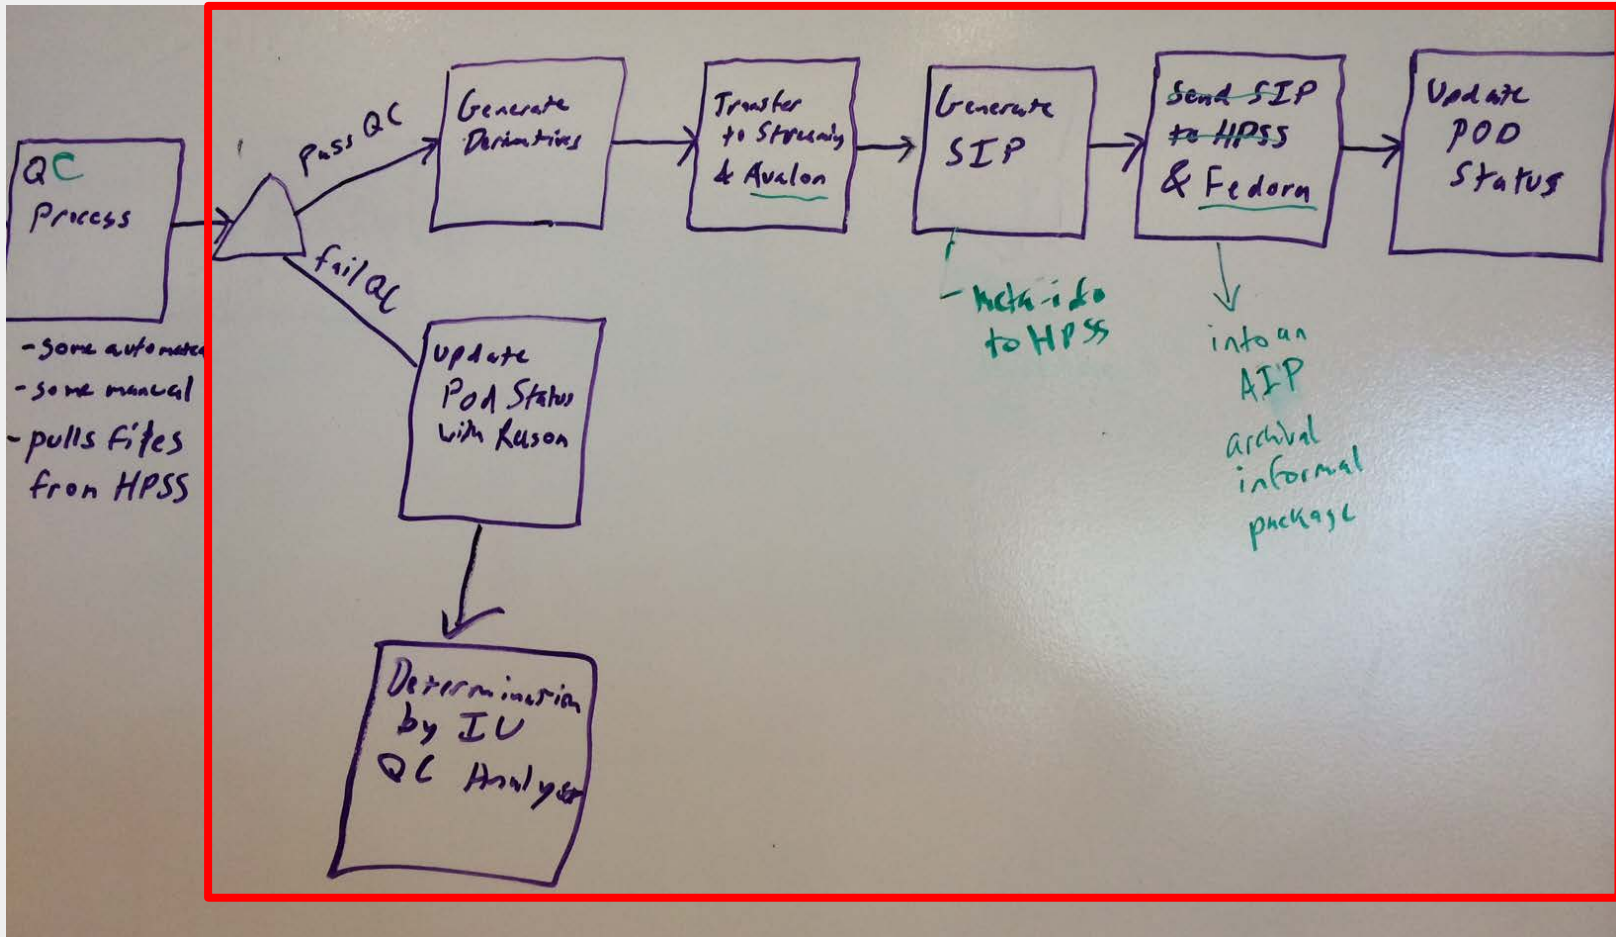 QC
Process
- some automated
- some manual
- pulls files
from HPSS
pass QC
fail QC
Generate
Derivatives
Transfer
to Streaming
& Avalon
Generate
SIP
- meta-info
to HPSS
Send SIP
to HPSS
& Fedora
into an
AIP
archival
informal
package
Update
POD
Status
Update
Pod Status
with Reason
Determination
by IU
QC Analyst